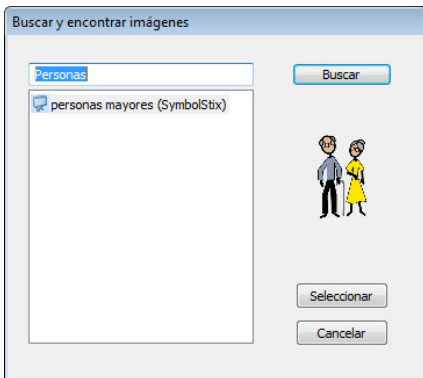 Buscar y encontrar imágenes
Personas
Buscar
personas mayores (SymbolStix)
Seleccionar
Cancelar